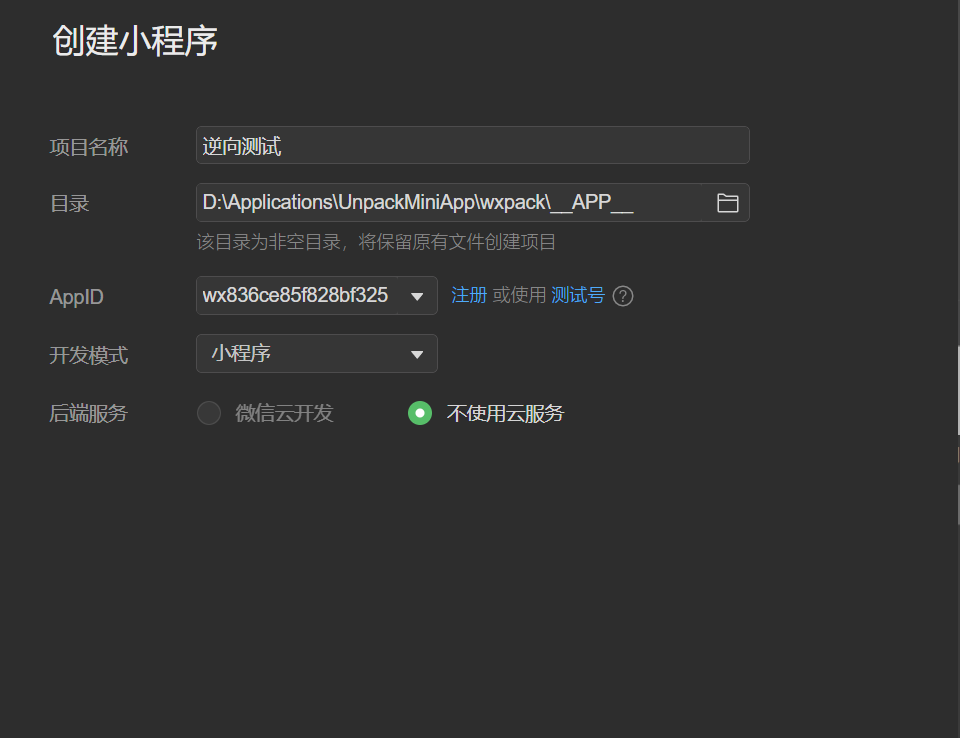 创建小程序
项目名称 逆向测试
目录 D:\Applications\UnpackMiniApp\wxpack\__APP__
该目录为非空目录，将保留原有文件创建项目
AppID wx836ce85f828bf325 注册 或使用 测试号 ?
开发模式 小程序
后端服务 微信云开发 不使用云服务